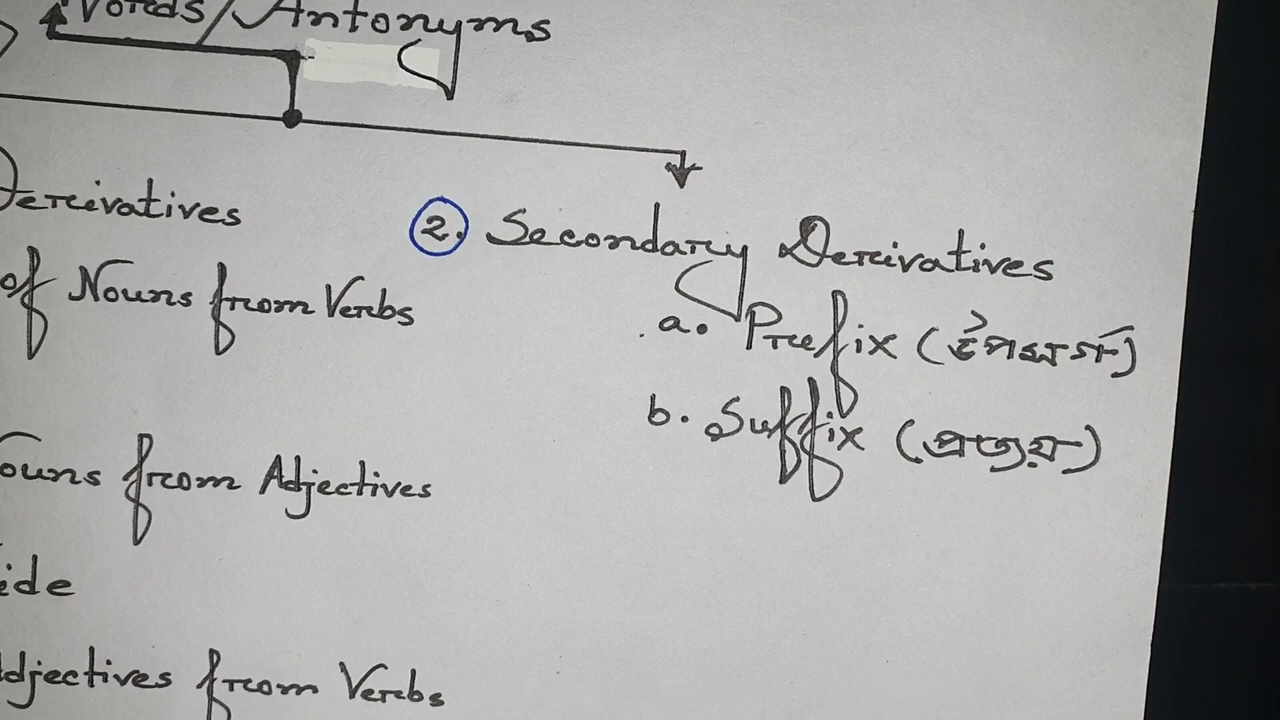 Words/Antonyms
Derivatives
2. Secondary Derivatives
of Nouns from Verbs
a. Prefix (উপসর্গ)
b. Suffix (প্রত্যয়)
ouns from Adjectives
ide
djectives from Verbs